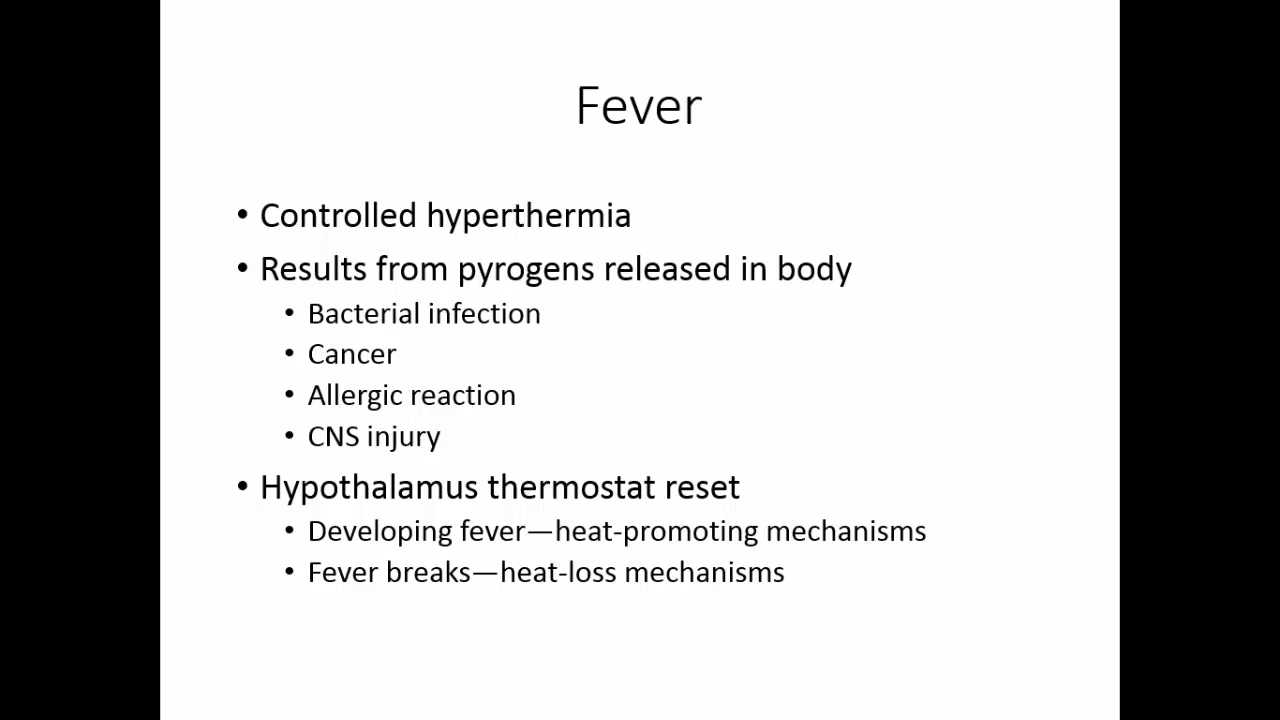 Fever
• Controlled hyperthermia
• Results from pyrogens released in body
• Bacterial infection
• Cancer
• Allergic reaction
• CNS injury
• Hypothalamus thermostat reset
• Developing fever—heat-promoting mechanisms
• Fever breaks—heat-loss mechanisms